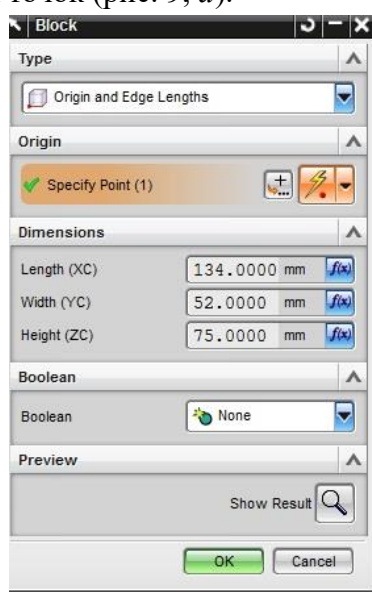 Block
Type
Origin and Edge Lengths
Origin
Specify Point (1)
Dimensions
Length (XC) 134.0000 mm f(x)
Width (YC) 52.0000 mm f(x)
Height (ZC) 75.0000 mm f(x)
Boolean
Boolean None
Preview
Show Result
OK Cancel